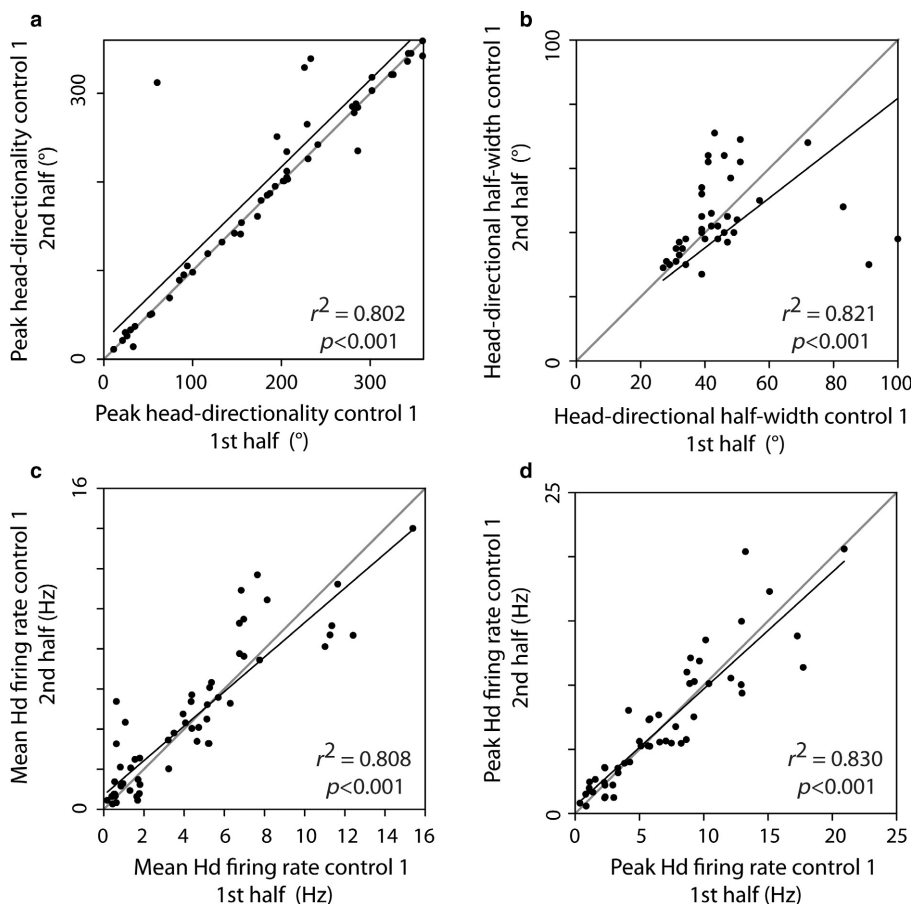 a
Peak head-directionality control 1
2nd half (°)
300
0
r² = 0.802
p<0.001
0 100 200 300
Peak head-directionality control 1
1st half (°)
b
Head-directional half-width control 1
2nd half (°)
100
0
r² = 0.821
p<0.001
0 20 40 60 80 100
Head-directional half-width control 1
1st half (°)
c
Mean Hd firing rate control 1
2nd half (Hz)
16
0
r² = 0.808
p<0.001
0 2 4 6 8 10 12 14 16
Mean Hd firing rate control 1
1st half (Hz)
d
Peak Hd firing rate control 1
2nd half (Hz)
25
0
r² = 0.830
p<0.001
0 5 10 15 20 25
Peak Hd firing rate control 1
1st half (Hz)